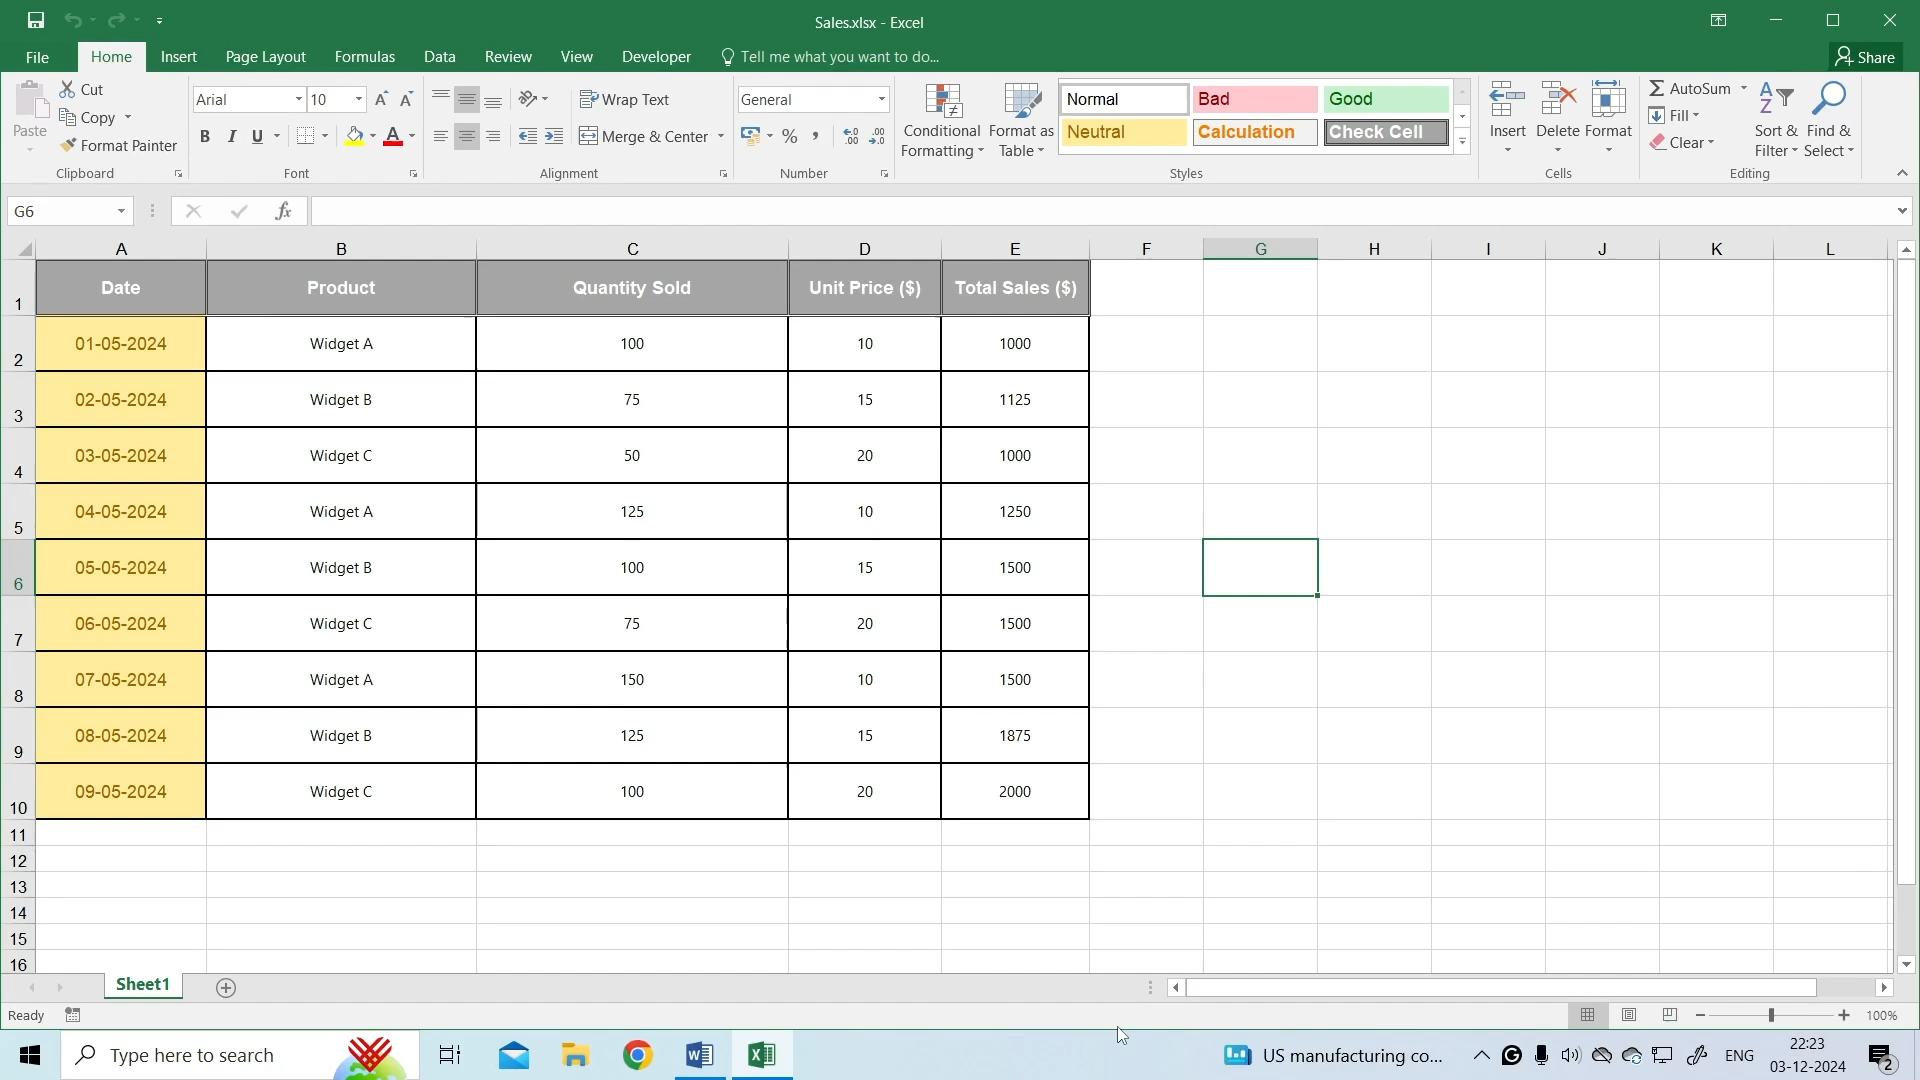 Sales.xlsx - Excel
File Home Insert Page Layout Formulas Data Review View Developer Tell me what you want to do... Share
Paste Cut Copy Format Painter Clipboard
Arial 10 A A B I U A Font
Wrap Text Merge & Center Alignment
General % , Number
Conditional Formatting Format as Table
Normal Bad Good
Neutral Calculation Check Cell
Styles
Insert Delete Format Cells
AutoSum Fill Clear Sort & Filter Find & Select Editing
G6 fx
A B C D E F G H I J K L
1 Date Product Quantity Sold Unit Price ($) Total Sales ($)
2 01-05-2024 Widget A 100 10 1000
3 02-05-2024 Widget B 75 15 1125
4 03-05-2024 Widget C 50 20 1000
5 04-05-2024 Widget A 125 10 1250
6 05-05-2024 Widget B 100 15 1500
7 06-05-2024 Widget C 75 20 1500
8 07-05-2024 Widget A 150 10 1500
9 08-05-2024 Widget B 125 15 1875
10 09-05-2024 Widget C 100 20 2000
11
12
13
14
15
16
Sheet1
Ready 100%
Type here to search US manufacturing co... ENG 22:23
03-12-2024 2